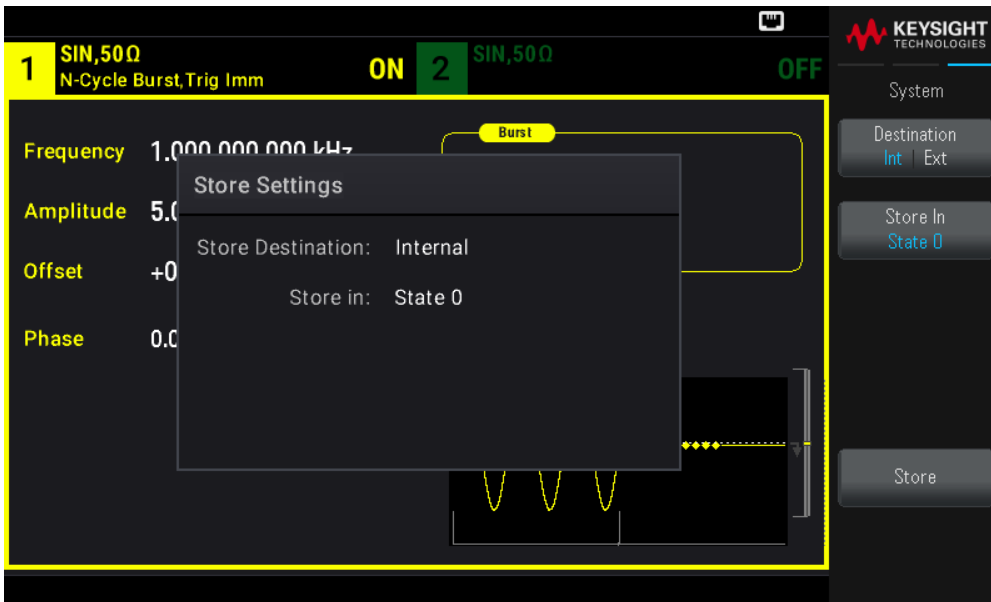 KEYSIGHT
TECHNOLOGIES
1
SIN,50Ω
N-Cycle Burst,Trig Imm
ON
2
SIN,50Ω
OFF
System
Destination
Int | Ext
Store In
State 0
Store
Burst
Frequency
Amplitude
Offset
Phase
Store Settings
Store Destination: Internal
Store in: State 0